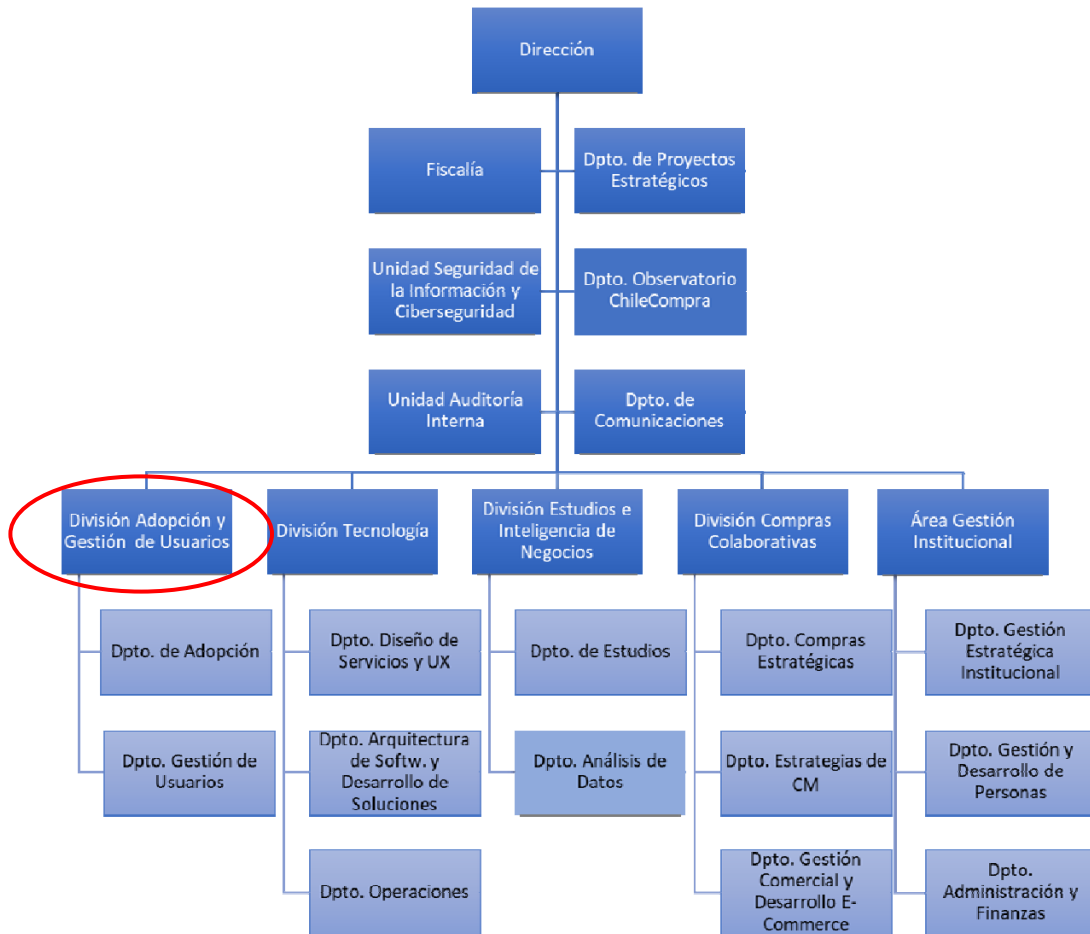 Dirección
Fiscalía
Dpto. de Proyectos
Estratégicos
Unidad Seguridad de
la Información y
Ciberseguridad
Dpto. Observatorio
ChileCompra
Unidad Auditoría
Interna
Dpto. de
Comunicaciones
División Adopción y
Gestión de Usuarios
División Tecnología
División Estudios e
Inteligencia de
Negocios
División Compras
Colaborativas
Área Gestión
Institucional
Dpto. de Adopción
Dpto. Diseño de
Servicios y UX
Dpto. de Estudios
Dpto. Compras
Estratégicas
Dpto. Gestión
Estratégica
Institucional
Dpto. Gestión de
Usuarios
Dpto. Arquitectura
de Softw. y
Desarrollo de
Soluciones
Dpto. Análisis de
Datos
Dpto. Estrategias de
CM
Dpto. Gestión y
Desarrollo de
Personas
Dpto. Operaciones
Dpto. Gestión
Comercial y
Desarrollo E-
Commerce
Dpto.
Administración y
Finanzas